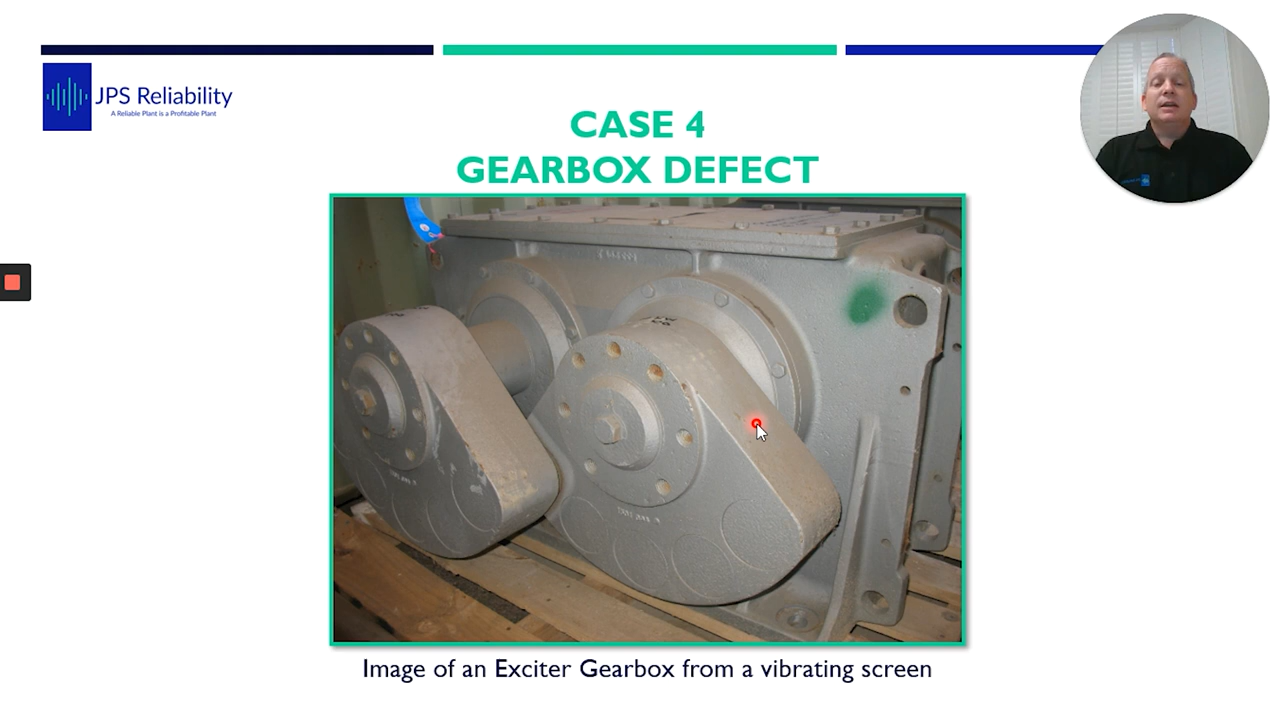 JPS Reliability
A Reliable Plant is a Profitable Plant
CASE 4
GEARBOX DEFECT
Image of an Exciter Gearbox from a vibrating screen